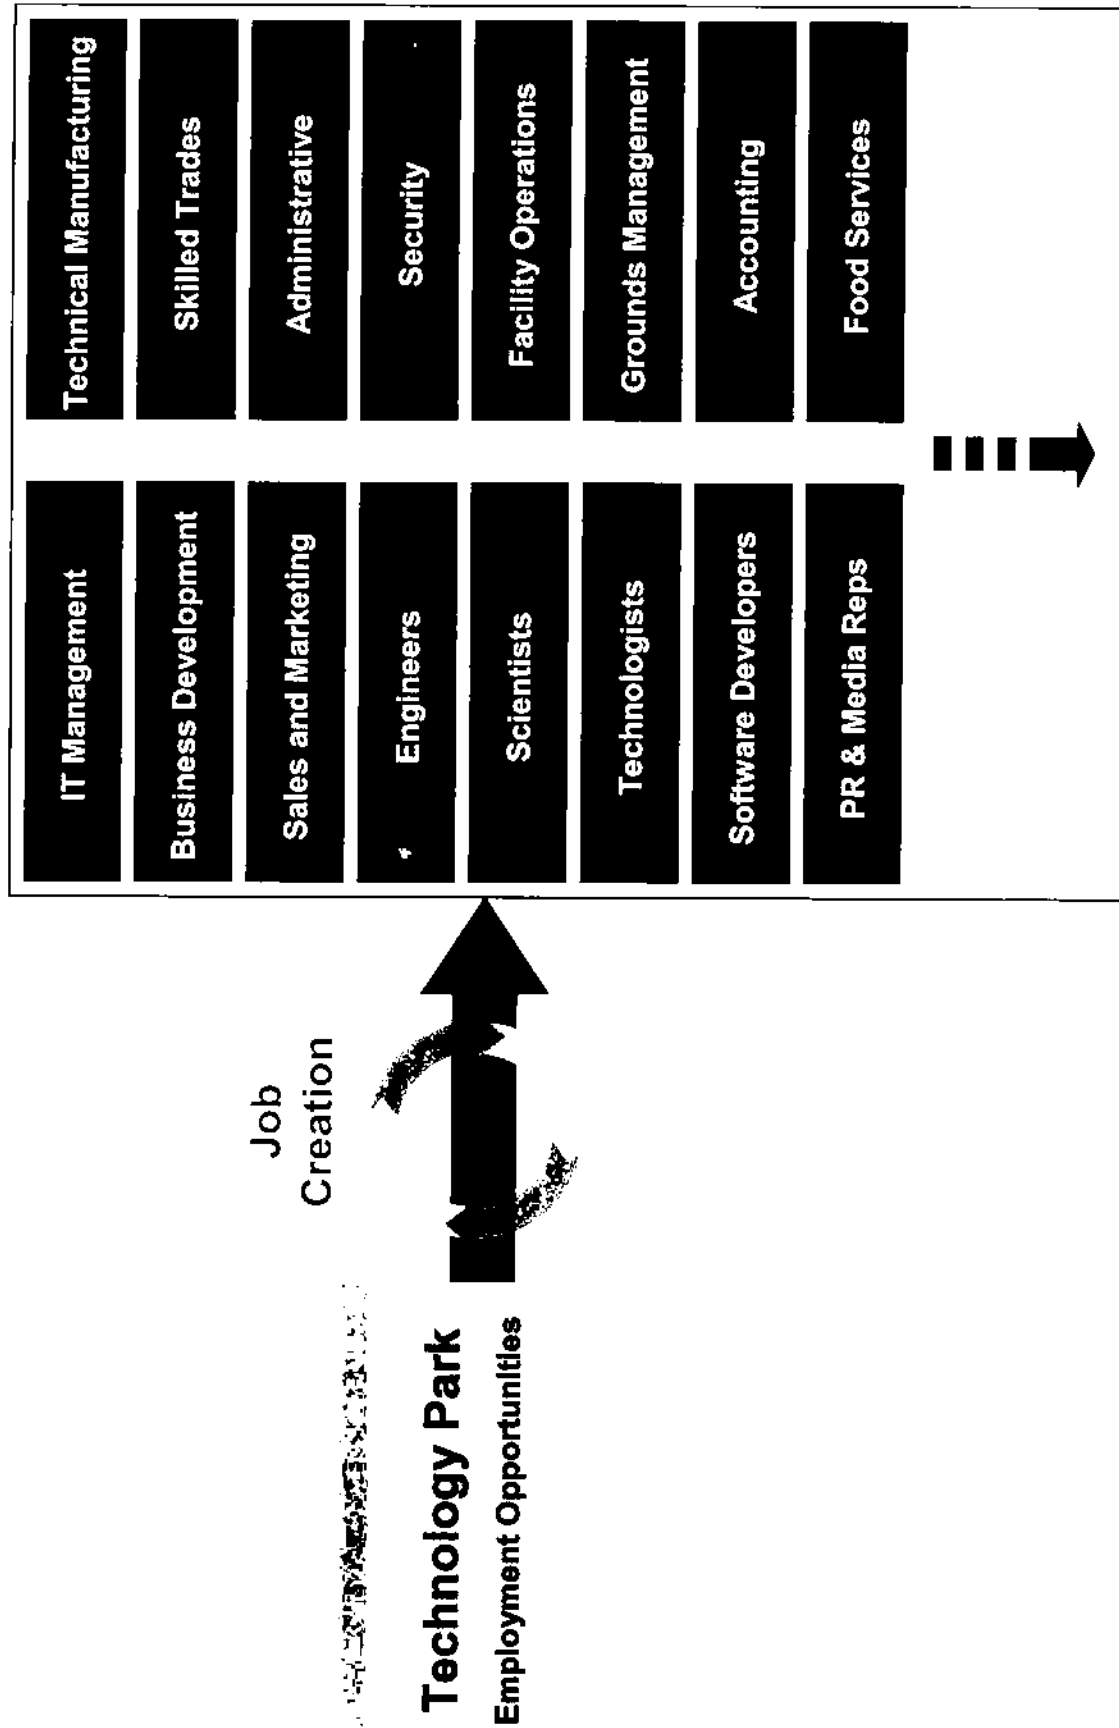 Technology Park
Employment Opportunities
Job
Creation
IT Management
Business Development
Sales and Marketing
Engineers
Scientists
Technologists
Software Developers
PR & Media Reps
Technical Manufacturing
Skilled Trades
Administrative
Security
Facility Operations
Grounds Management
Accounting
Food Services